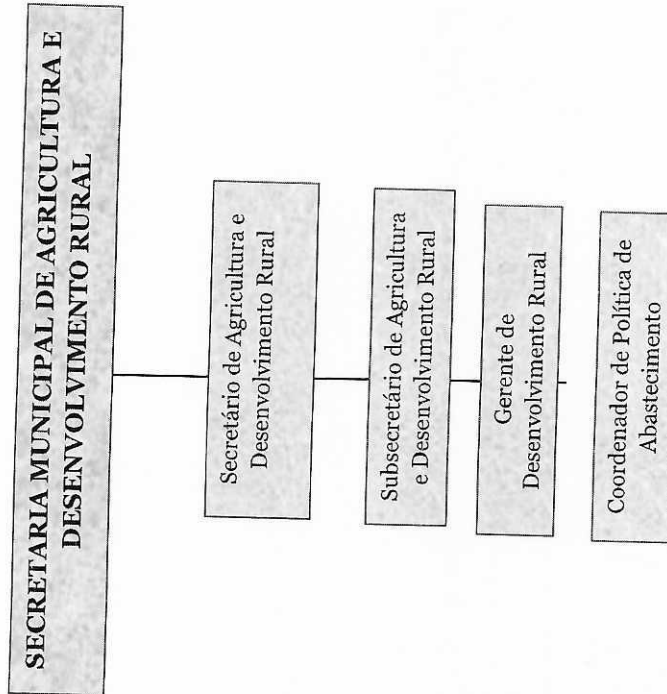 SECRETARIA MUNICIPAL DE AGRICULTURA E
DESENVOLVIMENTO RURAL
Secretário de Agricultura e
Desenvolvimento Rural
Subsecretário de Agricultura
e Desenvolvimento Rural
Gerente de
Desenvolvimento Rural
Coordenador de Política de
Abastecimento